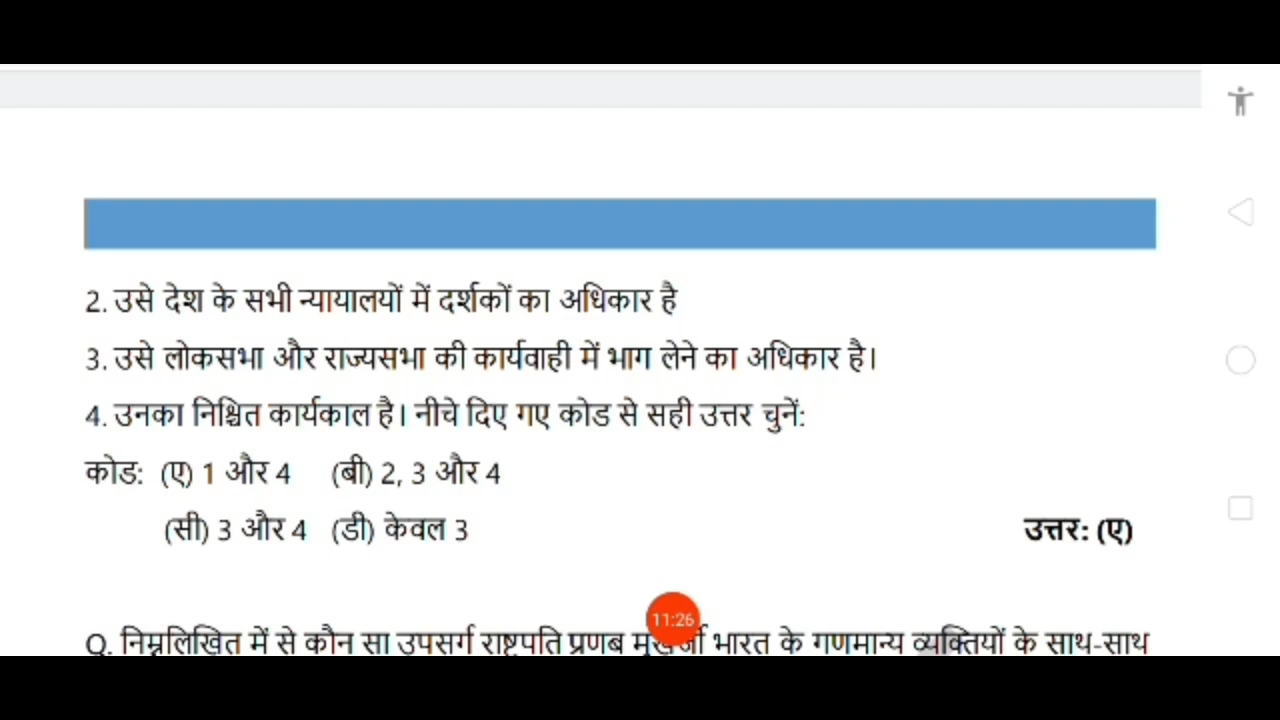 2. उसे देश के सभी न्यायालयों में दर्शकों का अधिकार है
3. उसे लोकसभा और राज्यसभा की कार्यवाही में भाग लेने का अधिकार है।
4. उनका निश्चित कार्यकाल है। नीचे दिए गए कोड से सही उत्तर चुनें:
कोड: (ए) 1 और 4 (बी) 2, 3 और 4
(सी) 3 और 4 (डी) केवल 3 उत्तर: (ए)
11:26
Q. निम्नलिखित में से कौन सा उपसर्ग राष्ट्रपति प्रणब भारत के गणमान्य व्यक्तियों के साथ-साथ